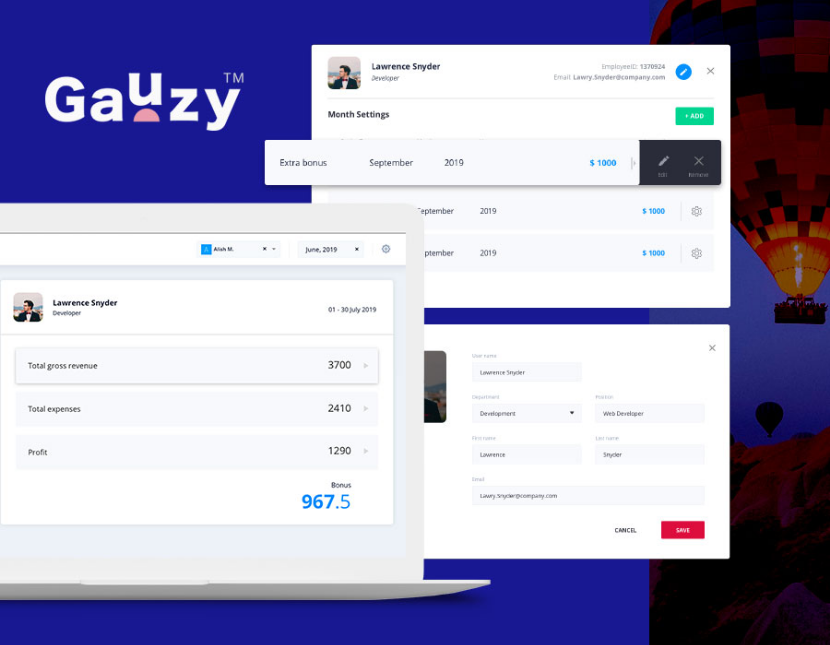 Gauzy™
Lawrence Snyder
Developer
EmployeeID: 1370924
Email: Lawry.Snyder@company.com
Month Settings
+ ADD
Extra bonus September 2019 $ 1000
Edit Remove
September 2019 $ 1000
ptember 2019 $ 1000
Alish M. × June, 2019 ×
Lawrence Snyder
Developer
01 - 30 July 2019
Total gross revenue 3700
Total expenses 2410
Profit 1290
Bonus
967.5
User name
Lawrence Snyder
Department Position
Development Web Developer
First name Last name
Lawrence Snyder
Email
Lawry.Snyder@company.com
CANCEL SAVE